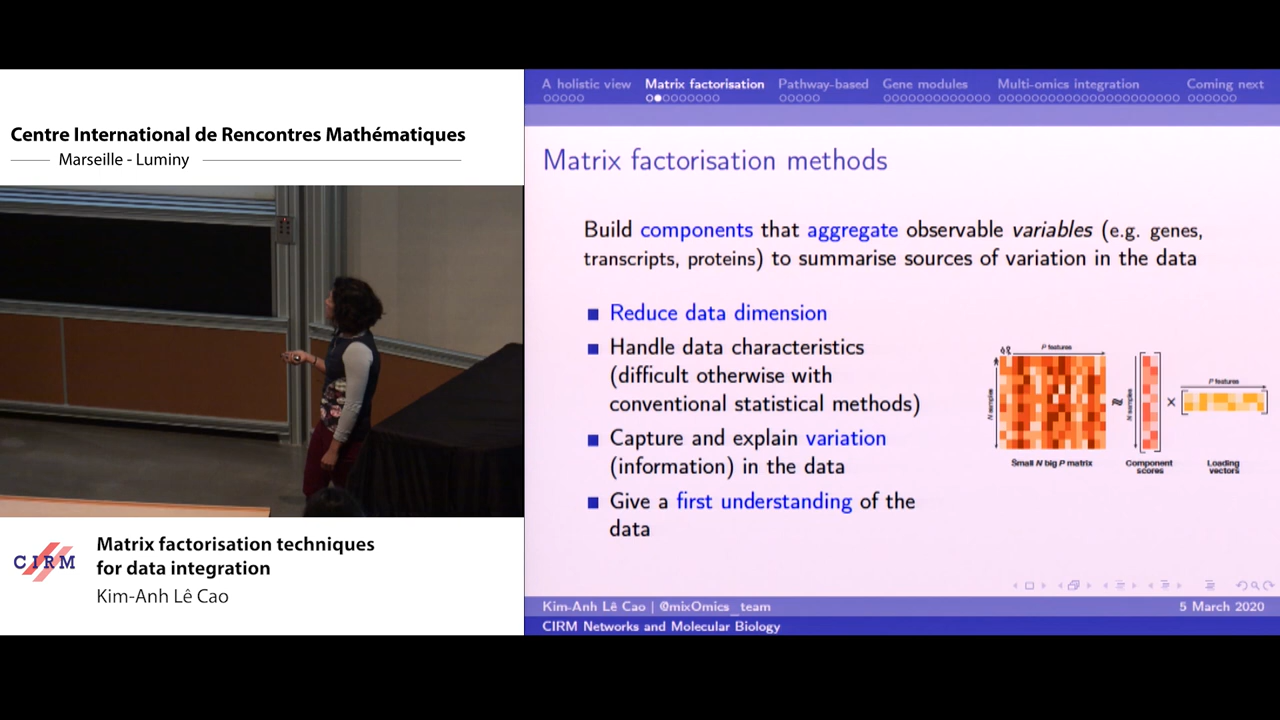 Centre International de Rencontres Mathématiques
Marseille - Luminy
CIRM
Matrix factorisation techniques
for data integration
Kim-Anh Lê Cao
A holistic view Matrix factorisation Pathway-based Gene modules Multi-omics integration Coming next
Matrix factorisation methods
Build components that aggregate observable variables (e.g. genes,
transcripts, proteins) to summarise sources of variation in the data
Reduce data dimension
Handle data characteristics
(difficult otherwise with
conventional statistical methods)
Capture and explain variation
(information) in the data
Give a first understanding of the
data
P features
N samples
Small N big P matrix
≈
N samples
Component
scores
×
P features
Loading
vectors
Kim-Anh Lê Cao | @mixOmics_team 5 March 2020
CIRM Networks and Molecular Biology